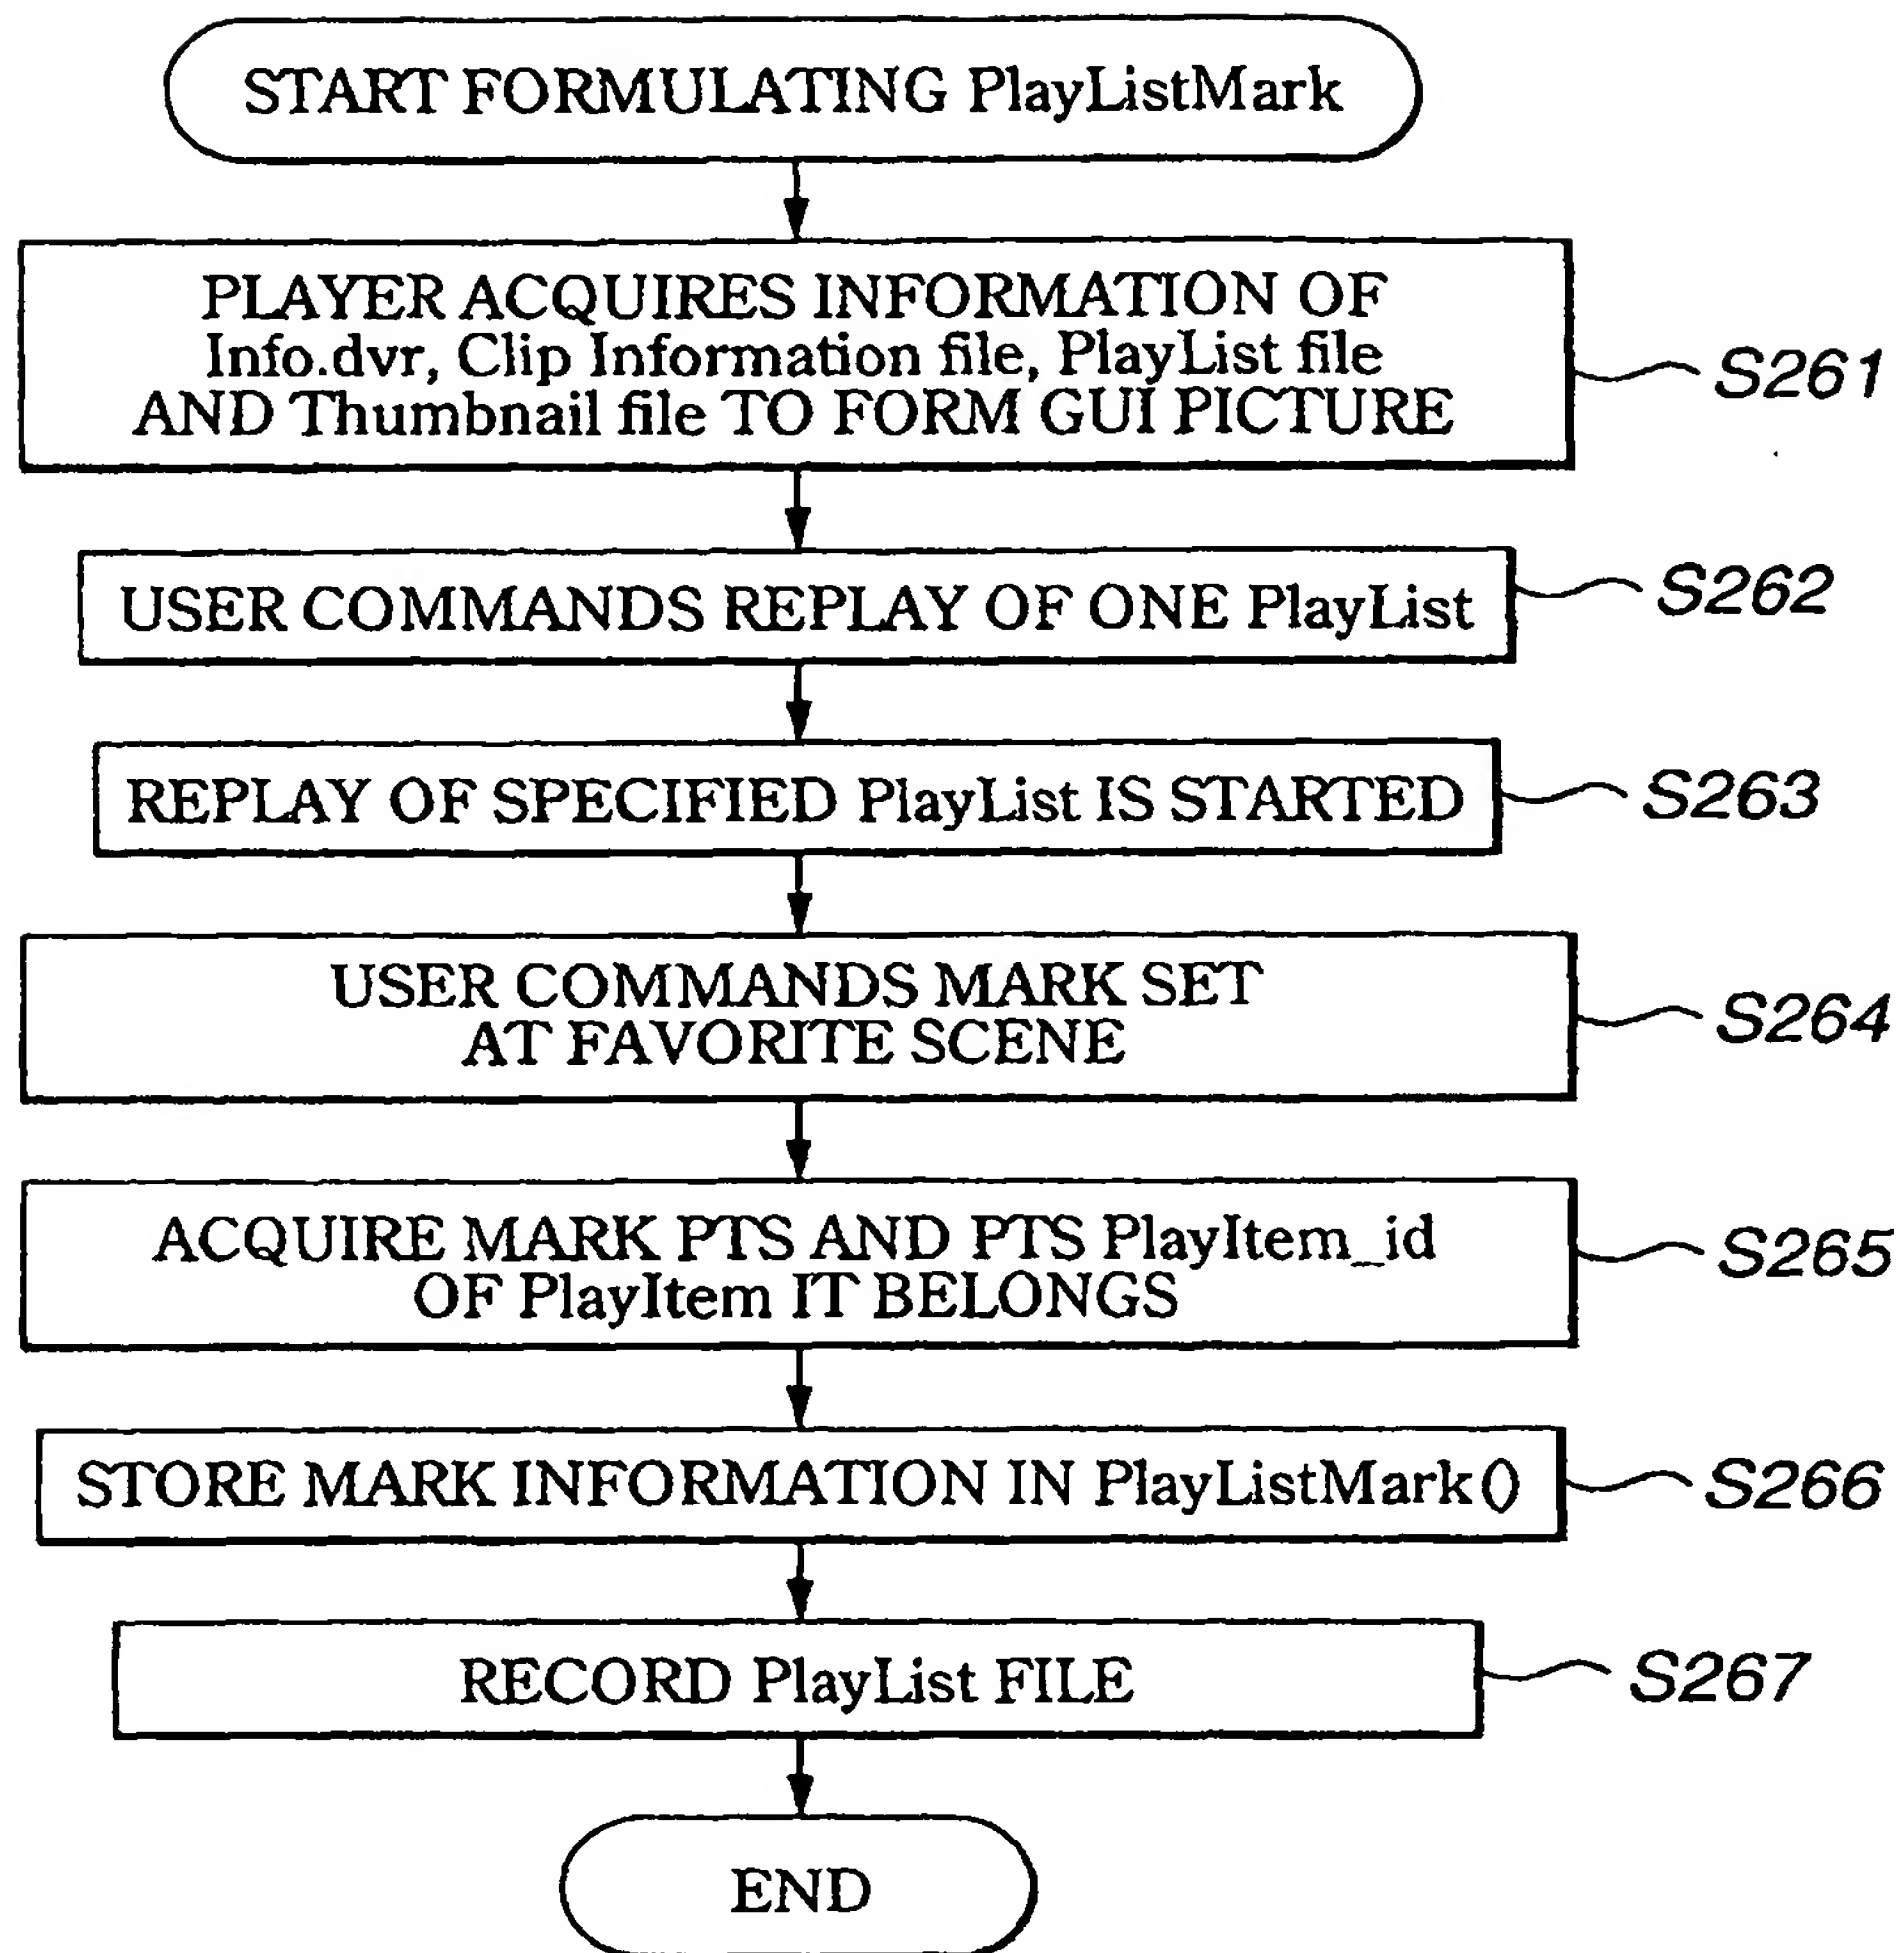 START FORMULATING PlayListMark
PLAYER ACQUIRES INFORMATION OF
Info.dvr, Clip Information file, PlayList file
AND Thumbnail file TO FORM GUI PICTURE
S261
USER COMMANDS REPLAY OF ONE PlayList
S262
REPLAY OF SPECIFIED PlayList IS STARTED
S263
USER COMMANDS MARK SET
AT FAVORITE SCENE
S264
ACQUIRE MARK PTS AND PTS PlayItem_id
OF PlayItem IT BELONGS
S265
STORE MARK INFORMATION IN PlayListMark()
S266
RECORD PlayList FILE
S267
END